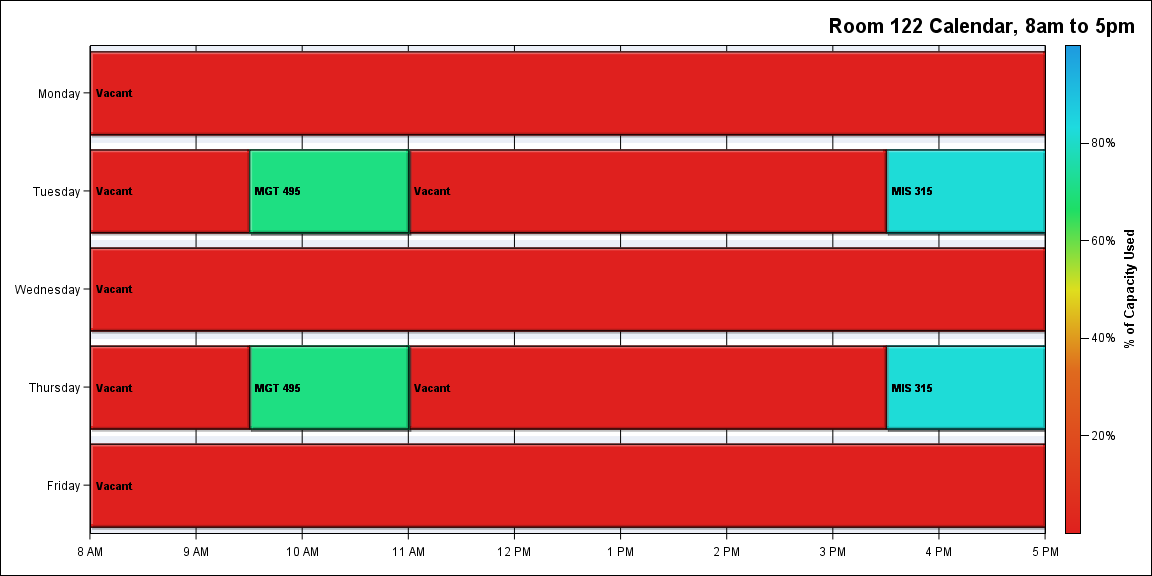 Room 122 Calendar, 8am to 5pm
Monday
Vacant
80%
Tuesday
Vacant
MGT 495
Vacant
MIS 315
60%
% of Capacity Used
Wednesday
Vacant
40%
Thursday
Vacant
MGT 495
Vacant
MIS 315
20%
Friday
Vacant
8 AM
9 AM
10 AM
11 AM
12 PM
1 PM
2 PM
3 PM
4 PM
5 PM